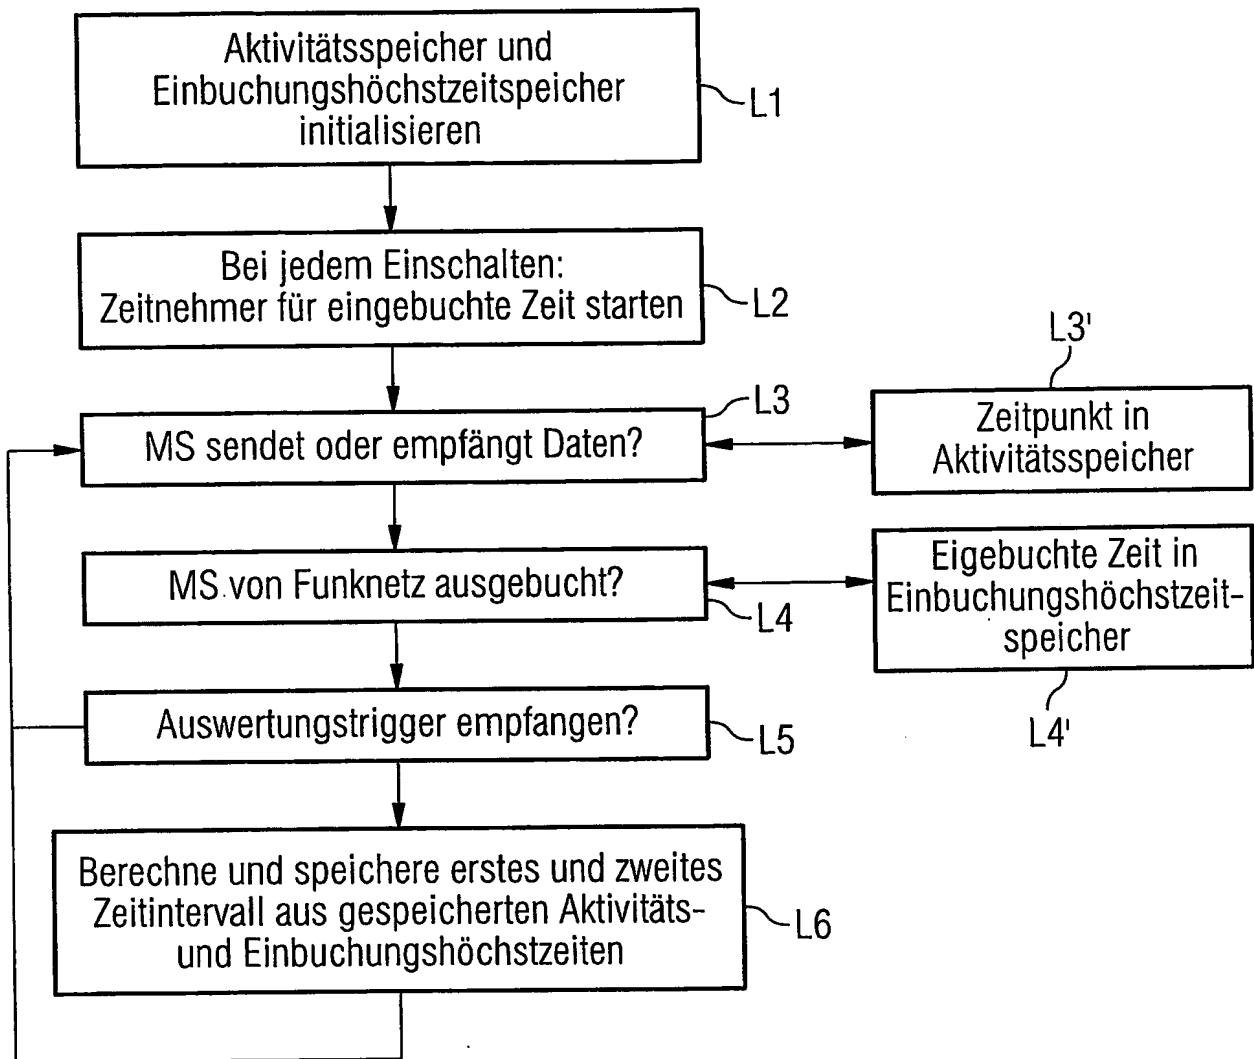 Aktivitätsspeicher und
Einbuchungshöchstzeitspeicher
initialisieren
L1
Bei jedem Einschalten:
Zeitnehmer für eingebuchte Zeit starten
L2
L3
MS sendet oder empfängt Daten?
L3'
Zeitpunkt in
Aktivitätsspeicher
MS von Funknetz ausgebucht?
L4
Eigebuchte Zeit in
Einbuchungshöchstzeit-
speicher
L4'
Auswertungstrigger empfangen?
L5
Berechne und speichere erstes und zweites
Zeitintervall aus gespeicherten Aktivitäts-
und Einbuchungshöchstzeiten
L6